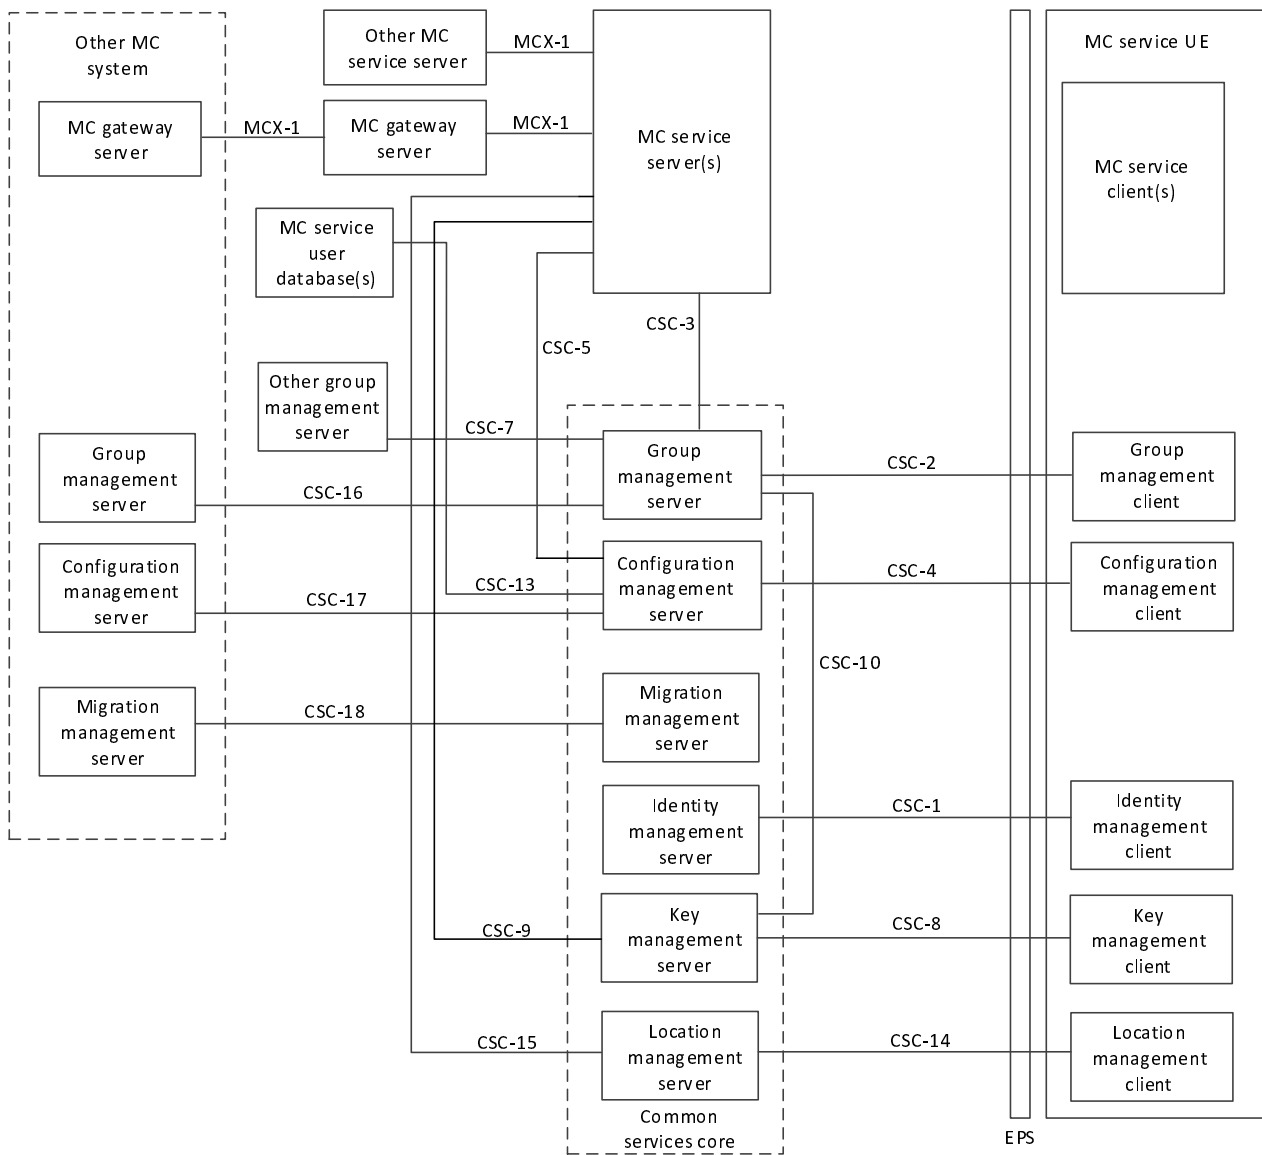 Other MC
system
MC gateway
server
MCX-1
Other MC
service server
MCX-1
MC gateway
server
MCX-1
MC service
server(s)
MC service UE
MC service
client(s)
MC service
user
database(s)
CSC-3
CSC-5
Other group
management
server
CSC-7
Group
management
server
CSC-16
Group
management
server
CSC-2
Group
management
client
Configuration
management
server
CSC-13
CSC-17
Configuration
management
server
CSC-4
Configuration
management
client
CSC-10
Migration
management
server
CSC-18
Migration
management
server
Identity
management
server
CSC-1
Identity
management
client
CSC-9
Key
management
server
CSC-8
Key
management
client
CSC-15
Location
management
server
CSC-14
Location
management
client
Common
services core
EPS